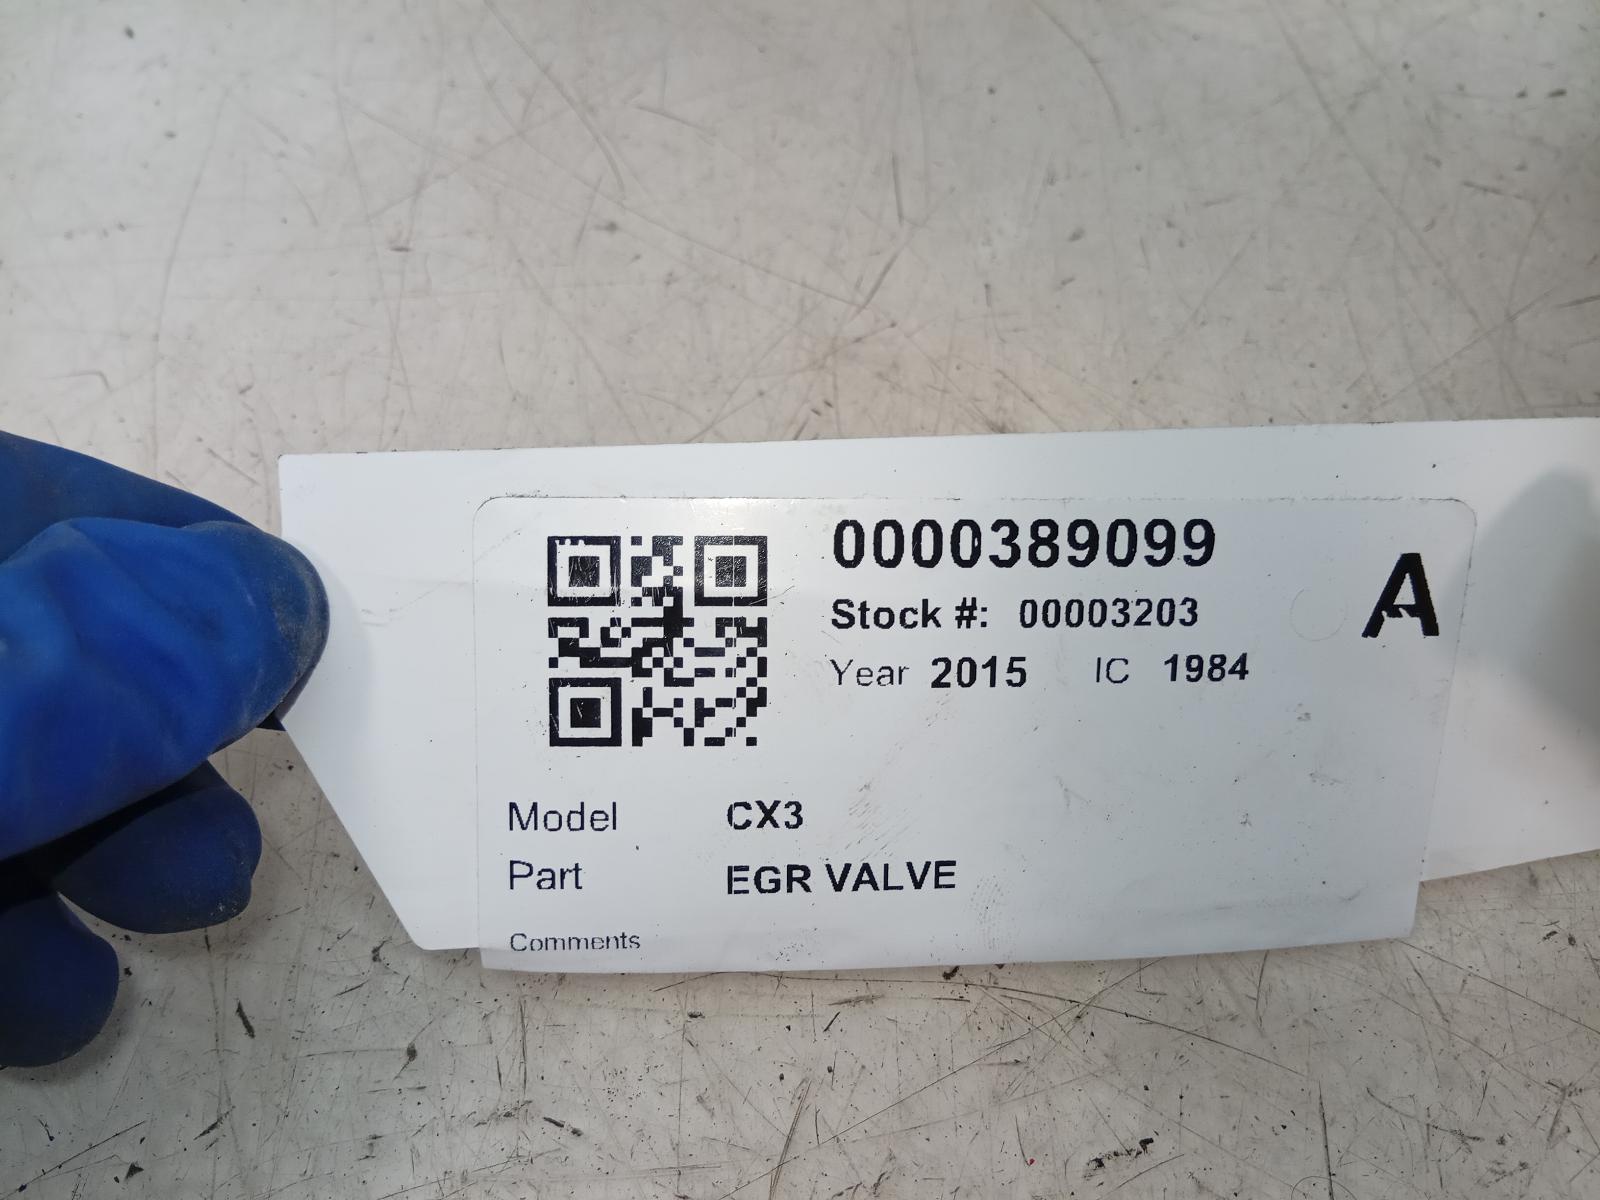 0000389099
A
Stock #: 00003203
Year 2015 IC 1984
Model CX3
Part EGR VALVE
Comments